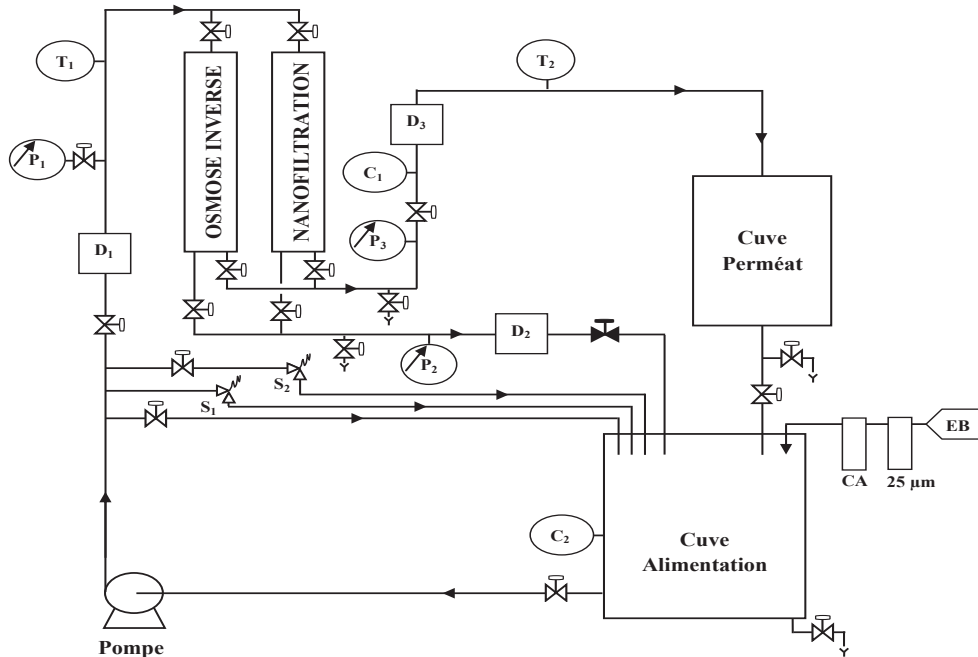 T₁
T₂
D₃
OSMOSE INVERSE
NANOFILTRATION
P₁
C₁
D₁
P₃
Cuve
Perméat
D₂
P₂
S₂
S₁
EB
CA
25 µm
C₂
Cuve
Alimentation
Pompe